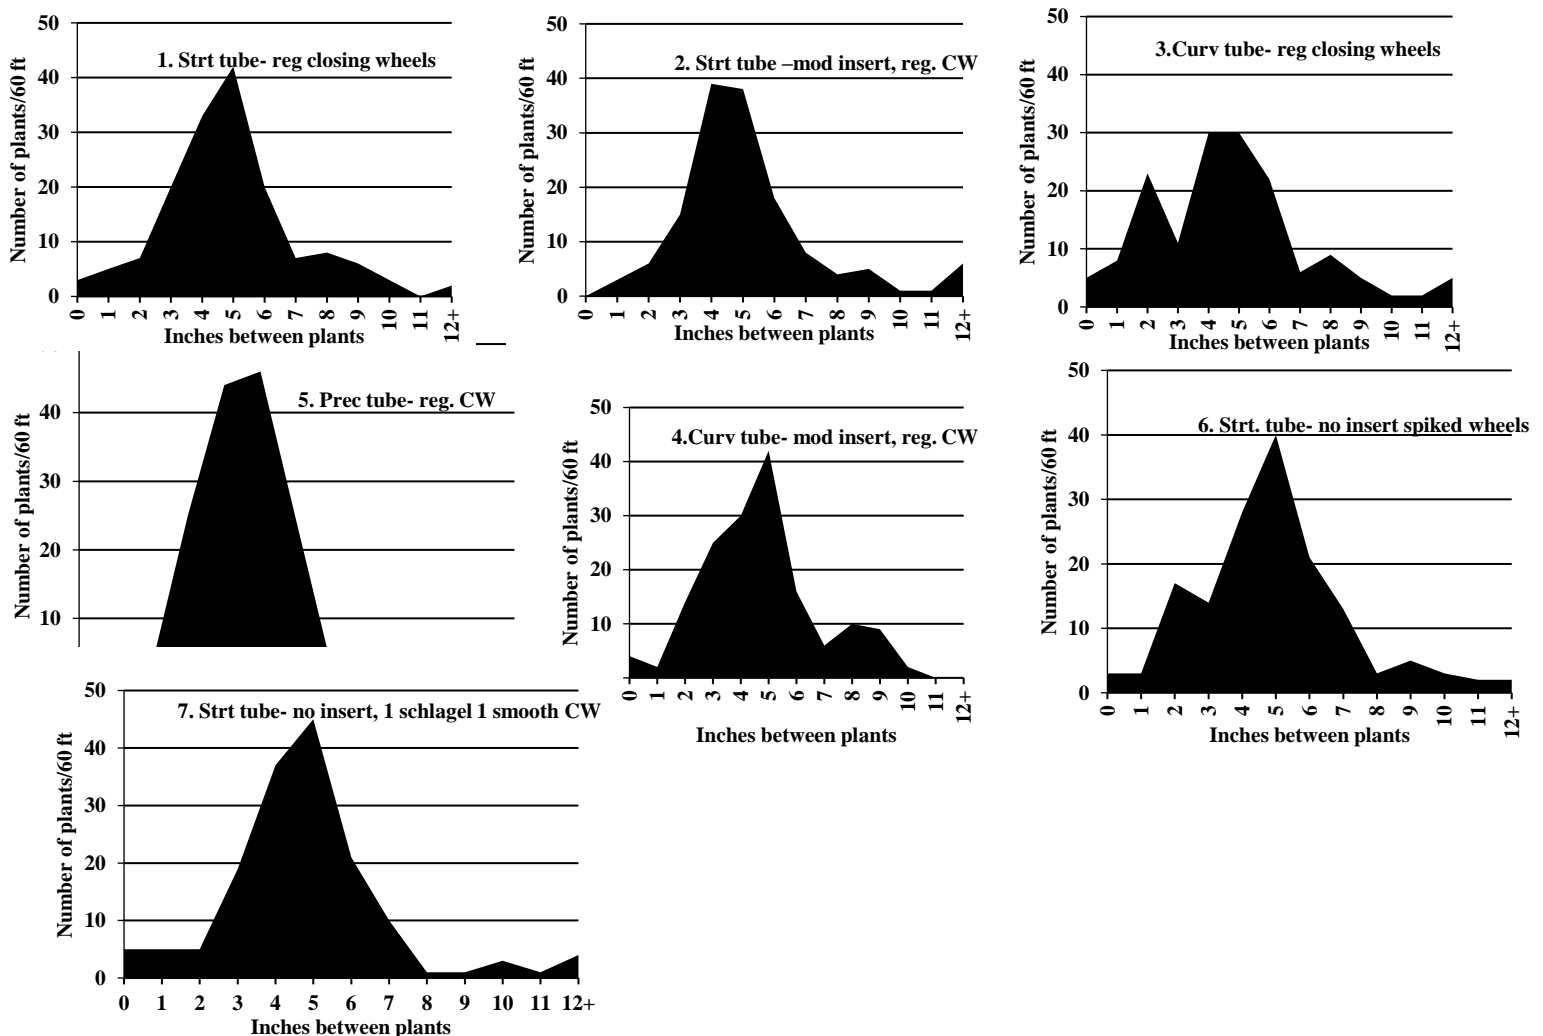 1. Strt tube- reg closing wheels
Number of plants/60 ft
50
40
30
20
10
0
0 1 2 3 4 5 6 7 8 9 10 11 12+
Inches between plants
2. Strt tube –mod insert, reg. CW
Number of plants/60 ft
50
40
30
20
10
0
0 1 2 3 4 5 6 7 8 9 10 11 12+
Inches between plants
3.Curv tube- reg closing wheels
Number of plants/60 ft
50
40
30
20
10
0
0 1 2 3 4 5 6 7 8 9 10 11 12+
Inches between plants
5. Prec tube- reg. CW
Number of plants/60 ft
40
30
20
10
4.Curv tube- mod insert, reg. CW
Number of plants/60 ft
50
40
30
20
10
0 1 2 3 4 5 6 7 8 9 10 11 12+
Inches between plants
6. Strt. tube- no insert spiked wheels
Number of plants/60 ft
50
40
30
20
10
0
0 1 2 3 4 5 6 7 8 9 10 11 12+
Inches between plants
7. Strt tube- no insert, 1 schlagel 1 smooth CW
Number of plants/60 ft
50
40
30
20
10
0
0 1 2 3 4 5 6 7 8 9 10 11 12+
Inches between plants